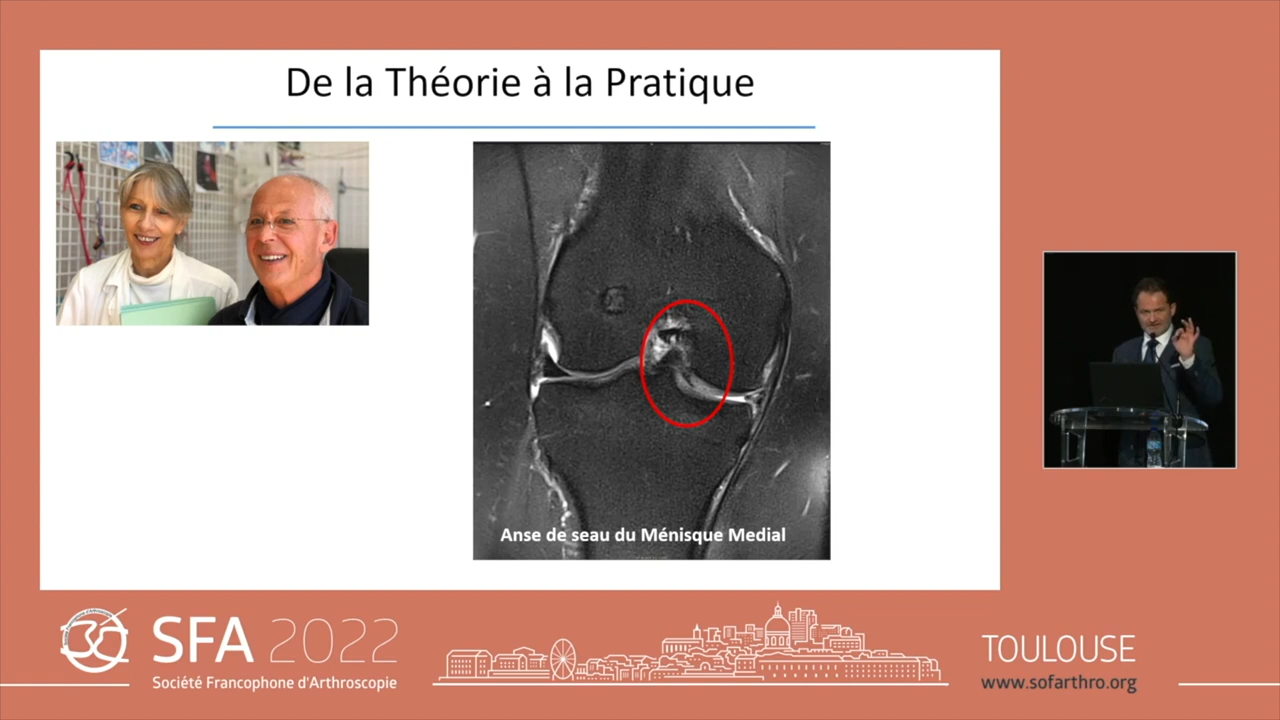 De la Théorie à la Pratique
Anse de seau du Ménisque Medial
30
SFA 2022
Société Francophone d'Arthroscopie
TOULOUSE
www.sofarthro.org